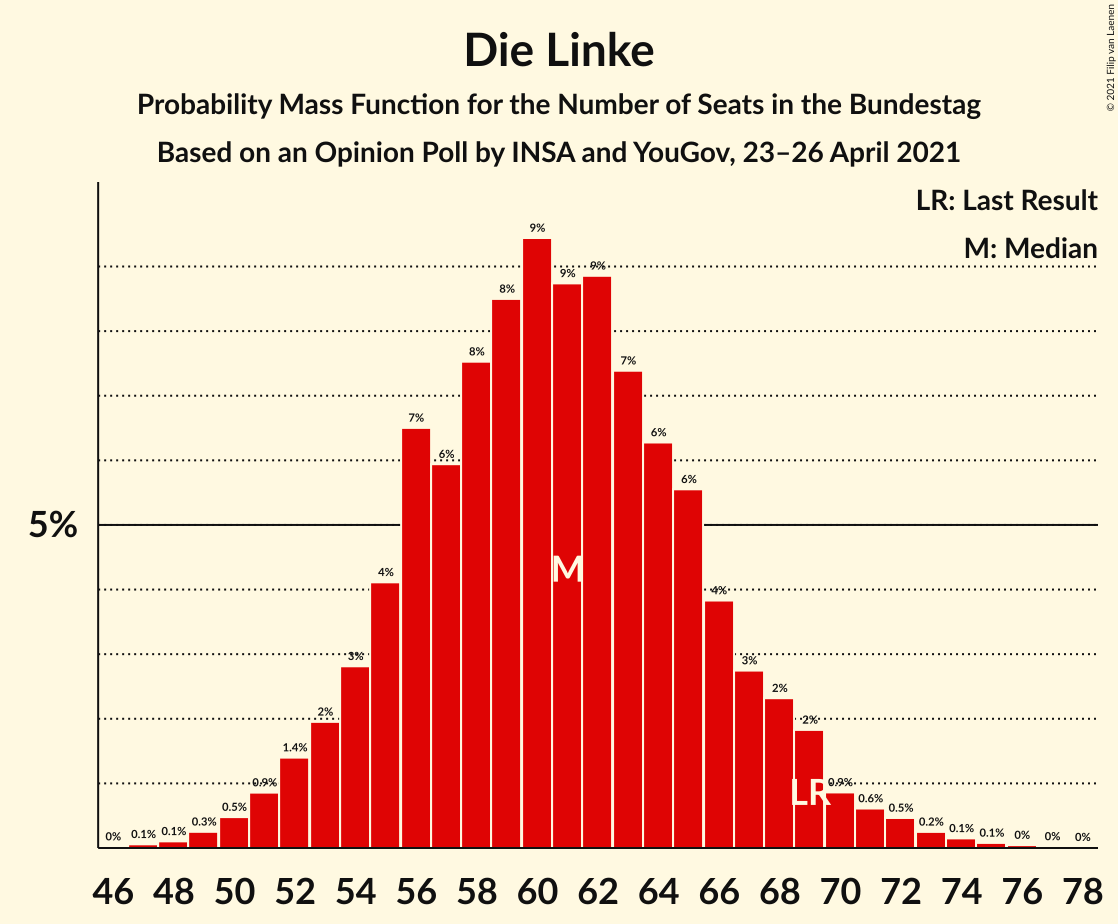 Die Linke
Probability Mass Function for the Number of Seats in the Bundestag
Based on an Opinion Poll by INSA and YouGov, 23–26 April 2021
© 2021 Filip van Laenen
LR: Last Result
M: Median
5%
0% 0.1% 0.1% 0.3% 0.5% 0.9% 1.4% 2% 3% 4% 7% 6% 8% 8% 9% 9% 9% 7% 6% 6% 4% 3% 2% 2% 0.9% 0.6% 0.5% 0.2% 0.1% 0.1% 0% 0% 0%
M
LR
46 48 50 52 54 56 58 60 62 64 66 68 70 72 74 76 78